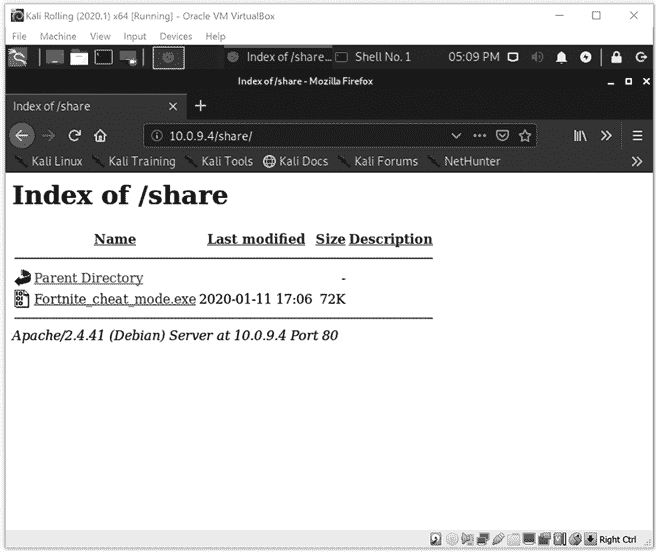 Kali Rolling (2020.1) x64 [Running] - Oracle VM VirtualBox
File Machine View Input Devices Help
Index of /share... Shell No. 1 05:09 PM
Index of /share - Mozilla Firefox
Index of /share
10.0.9.4/share/
Kali Linux Kali Training Kali Tools Kali Docs Kali Forums NetHunter
Index of /share
Name Last modified Size Description
Parent Directory -
Fortnite_cheat_mode.exe 2020-01-11 17:06 72K
Apache/2.4.41 (Debian) Server at 10.0.9.4 Port 80
Right Ctrl